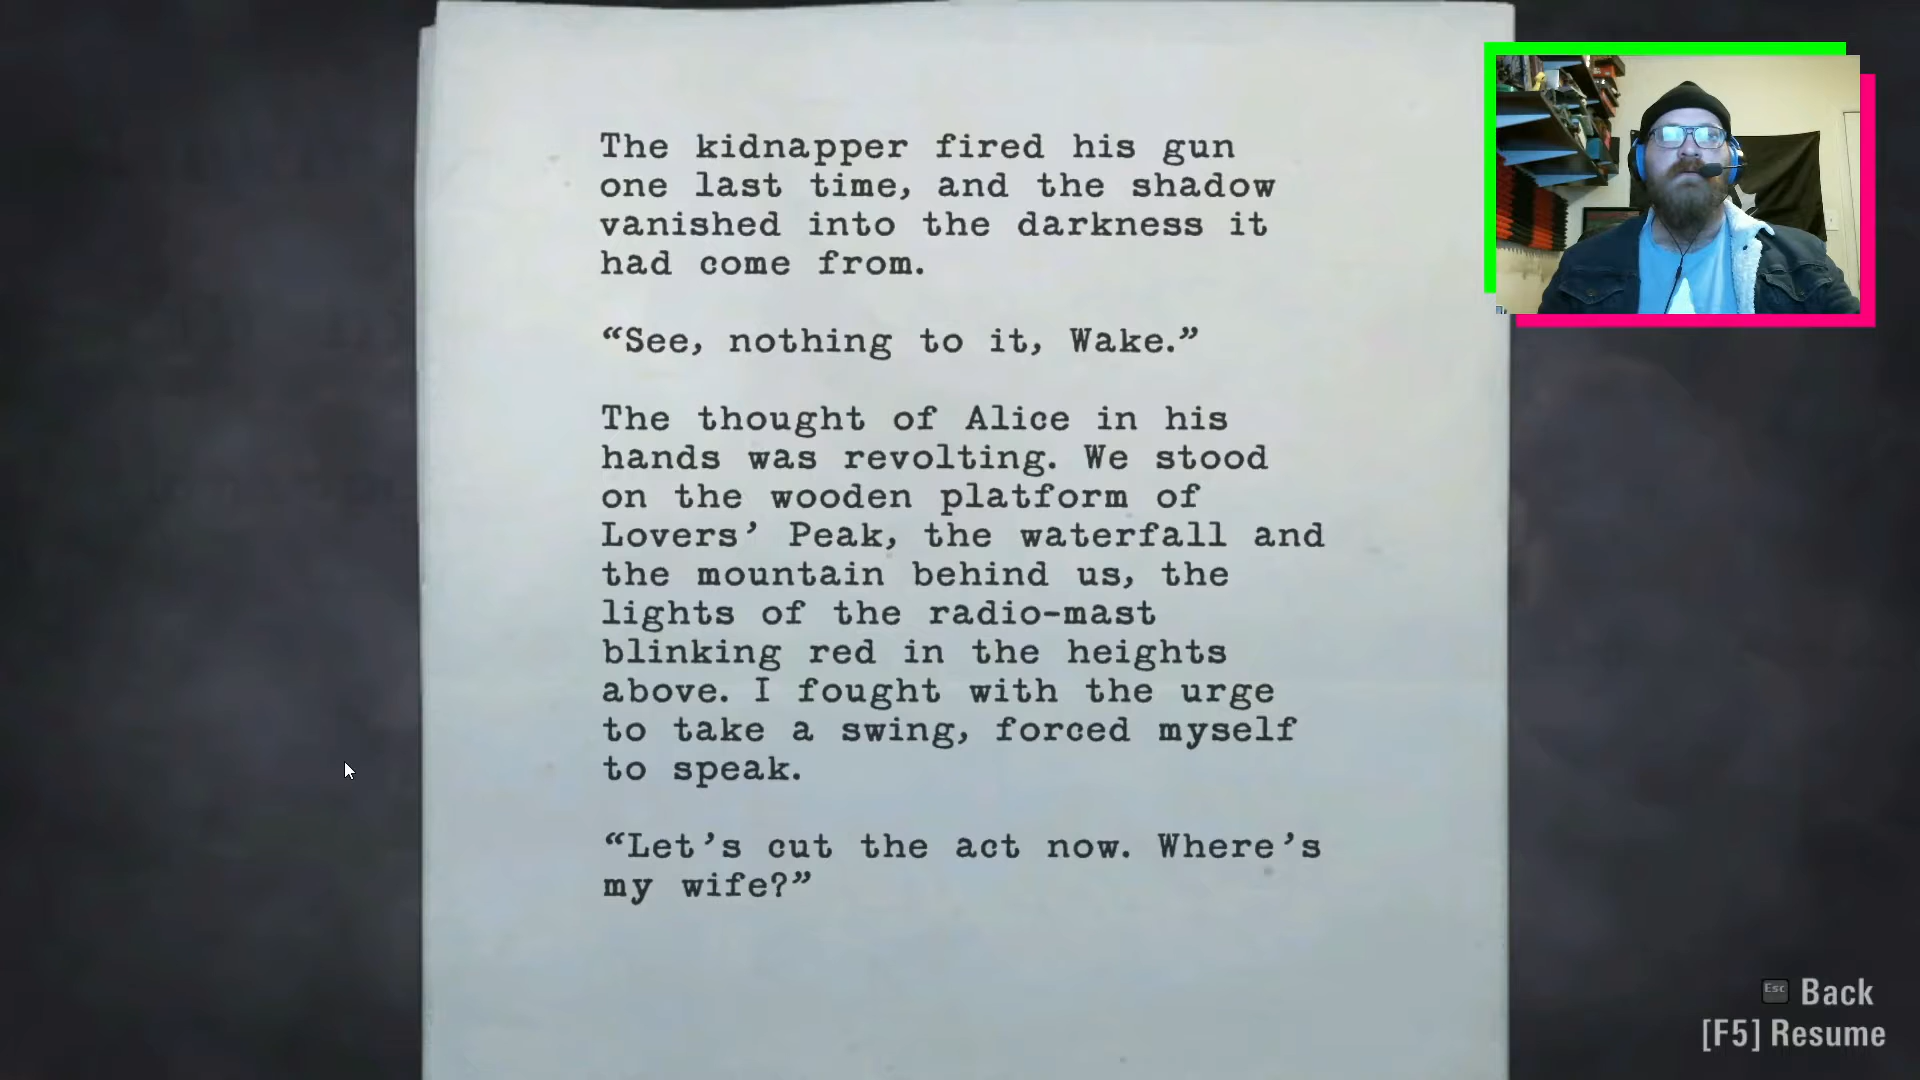 The kidnapper fired his gun
one last time, and the shadow
vanished into the darkness it
had come from.
“See, nothing to it, Wake.”
The thought of Alice in his
hands was revolting. We stood
on the wooden platform of
Lovers’ Peak, the waterfall and
the mountain behind us, the
lights of the radio-mast
blinking red in the heights
above. I fought with the urge
to take a swing, forced myself
to speak.
“Let’s cut the act now. Where’s
my wife?”
Esc Back
[F5] Resume